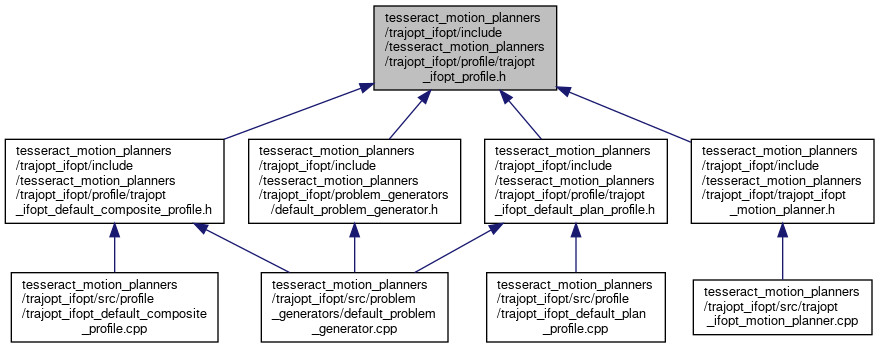 tesseract_motion_planners
/trajopt_ifopt/include
/tesseract_motion_planners
/trajopt_ifopt/profile/trajopt
_ifopt_profile.h
tesseract_motion_planners
/trajopt_ifopt/include
/tesseract_motion_planners
/trajopt_ifopt/profile/trajopt
_ifopt_default_composite_profile.h
tesseract_motion_planners
/trajopt_ifopt/include
/tesseract_motion_planners
/trajopt_ifopt/problem_generators
/default_problem_generator.h
tesseract_motion_planners
/trajopt_ifopt/include
/tesseract_motion_planners
/trajopt_ifopt/profile/trajopt
_ifopt_default_plan_profile.h
tesseract_motion_planners
/trajopt_ifopt/include
/tesseract_motion_planners
/trajopt_ifopt/trajopt_ifopt
_motion_planner.h
tesseract_motion_planners
/trajopt_ifopt/src/profile
/trajopt_ifopt_default_composite
_profile.cpp
tesseract_motion_planners
/trajopt_ifopt/src/problem
_generators/default_problem
_generator.cpp
tesseract_motion_planners
/trajopt_ifopt/src/profile
/trajopt_ifopt_default_plan
_profile.cpp
tesseract_motion_planners
/trajopt_ifopt/src/trajopt
_ifopt_motion_planner.cpp